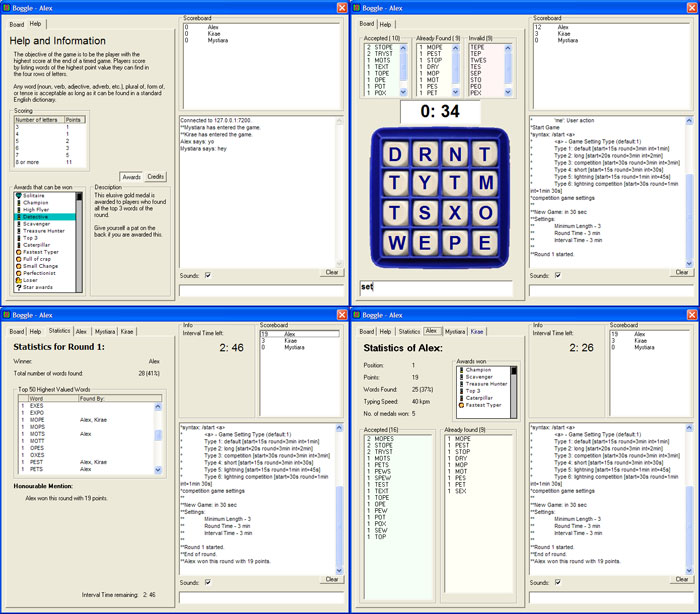 Boggle - Alex
Board Help
Help and Information
The objective of the game is to be the player with the
highest score at the end of a timed game. Players score
by listing words of the highest point value they can find in
the four rows of letters.
Any word (noun, verb, adjective, adverb, etc.), plural of, form of,
or tense is acceptable as long as it can be found in a standard
English dictionary.
Scoring
Number of letters Points
3 1
4 1
5 2
6 3
7 5
8 or more 11
Awards Credits
Awards that can be won
Solitaire
Champion
High Flyer
Detective
Scavenger
Treasure Hunter
Top 3
Caterpillar
Fastest Typer
Full of crap
Small Change
Perfectionist
Loser
Star awards
Description
This elusive gold medal is
awarded to players who found
all the top 3 words of the
round.
Give yourself a pat on the
back if you are awarded this.
Scoreboard
0 Alex
0 Kirae
0 Mystiara
Connected to 127.0.0.1:7200.
**Mystiara has entered the game.
**Kirae has entered the game.
Alex says: yo
Mystiara says: hey
Sounds: Clear
Boggle - Alex
Board Help
Accepted ( 10)
2 STOPE
2 TRYST
1 MOTS
1 TEXT
1 TOPE
1 OPE
1 POT
1 POX
Already Found ( 9)
1 MOPE
1 PEST
1 STOP
1 DRY
1 MOP
1 MOT
1 PES
1 PET
Invalid (9)
TEPE
TEP
TWES
TES
SEP
STO
PEO
PEX
0: 34
D R N T
T Y T M
T S X O
W E P E
set
Scoreboard
12 Alex
3 Kirae
0 Mystiara
* 'me': User action
*Start Game
*syntax: /start <a>
* <a> - Game Setting Type (default:1)
* Type 1: default [start=15s round=3min int=1min]
* Type 2: long [start=20s round=3min int=2min]
* Type 3: competition [start=30s round=3min int=3min]
* Type 4: short [start=15s round=1min int=30s]
* Type 5: lightning [start=15s round=30s int=45s]
* Type 6: lightning competition [start=30s round=1min
int=1min 30s]
*competition game settings
**
**New Game: in 30 sec
**Settings:
** Minimum Length - 3
** Round Time - 3 min
** Interval Time - 3 min
**
**Round 1 started.
Sounds: Clear
Boggle - Alex
Board Help Statistics Alex Mystiara Kirae
Statistics for Round 1:
Winner: Alex
Total number of words found: 28 (41%)
Top 50 Highest Valued Words
Word Found By:
1 EXES
1 EXPO
1 MOPE Alex, Kirae
1 MOPS
1 MOTS Alex
1 MOTT
1 OPES
1 OXES
1 PEST Alex, Kirae
1 PETS Alex
Honourable Mention:
Alex won this round with 19 points.
Interval Time remaining: 2: 46
Info
Interval Time left:
2: 46
Scoreboard
19 Alex
3 Kirae
0 Mystiara
*syntax: /start <a>
* <a> - Game Setting Type (default:1)
* Type 1: default [start=15s round=3min int=1min]
* Type 2: long [start=20s round=3min int=2min]
* Type 3: competition [start=30s round=3min int=3min]
* Type 4: short [start=15s round=1min int=30s]
* Type 5: lightning [start=15s round=30s int=45s]
* Type 6: lightning competition [start=30s round=1min
int=1min 30s]
*competition game settings
**
**New Game: in 30 sec
**Settings:
** Minimum Length - 3
** Round Time - 3 min
** Interval Time - 3 min
**
**Round 1 started.
**End of round.
**Alex won this round with 19 points.
Sounds: Clear
Boggle - Alex
Board Help Statistics Alex Mystiara Kirae
Statistics of Alex:
Position: 1
Points: 19
Words Found: 25 (37%)
Typing Speed: 40 kpm
No. of medals won: 5
Awards won
Champion
Scavenger
Treasure Hunter
Top 3
Caterpillar
Fastest Typer
Accepted (16)
2 MOPES
2 STOPE
2 TRYST
1 MOTS
1 PETS
1 PEWS
1 SPEW
1 TEST
1 TEXT
1 TOPE
1 OPE
1 PEW
1 POT
1 POX
1 SEW
1 TOP
Already found (9)
1 MOPE
1 PEST
1 STOP
1 DRY
1 MOP
1 MOT
1 PES
1 PET
1 SEX
Info
Interval Time left:
2: 26
Scoreboard
19 Alex
3 Kirae
0 Mystiara
*syntax: /start <a>
* <a> - Game Setting Type (default:1)
* Type 1: default [start=15s round=3min int=1min]
* Type 2: long [start=20s round=3min int=2min]
* Type 3: competition [start=30s round=3min int=3min]
* Type 4: short [start=15s round=1min int=30s]
* Type 5: lightning [start=15s round=30s int=45s]
* Type 6: lightning competition [start=30s round=1min
int=1min 30s]
*competition game settings
**
**New Game: in 30 sec
**Settings:
** Minimum Length - 3
** Round Time - 3 min
** Interval Time - 3 min
**
**Round 1 started.
**End of round.
**Alex won this round with 19 points.
Sounds: Clear